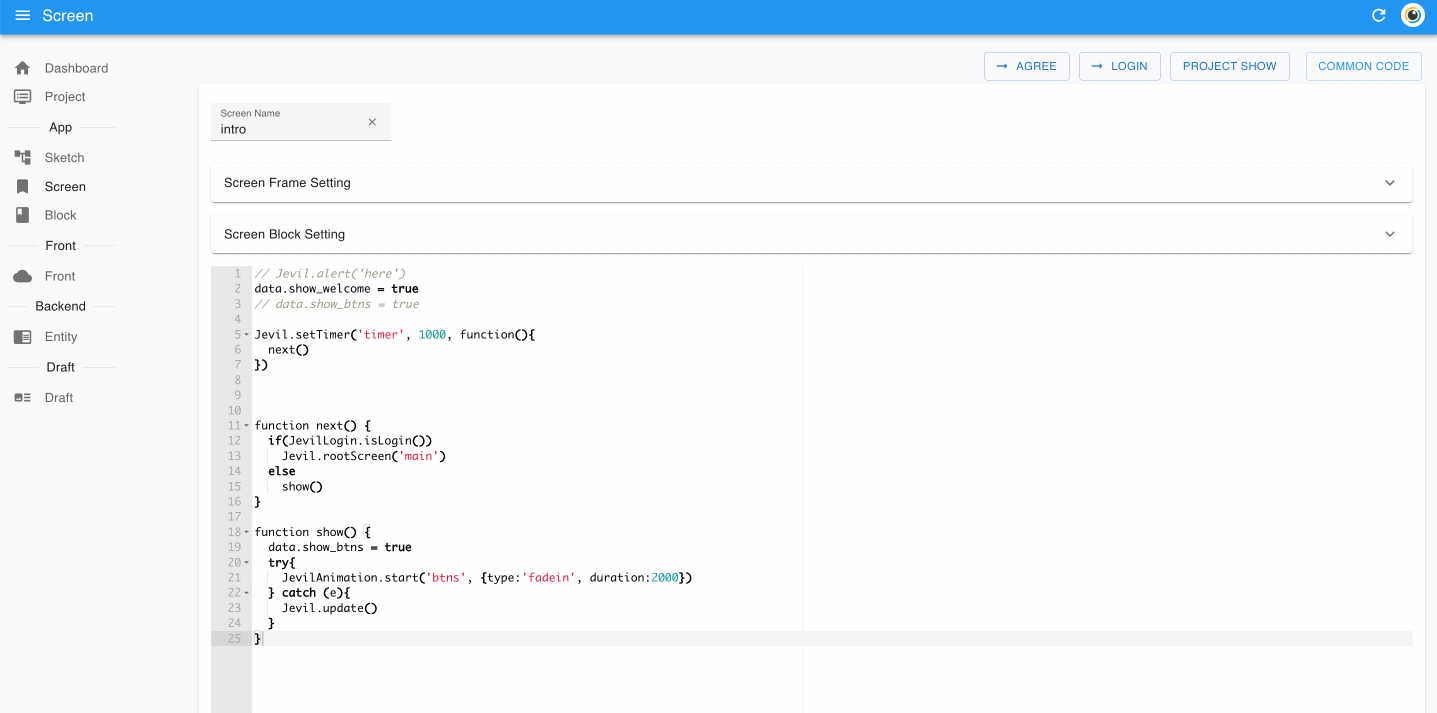 Screen
Dashboard
Project
App
Sketch
Screen
Block
Front
Front
Backend
Entity
Draft
Draft
→ AGREE
→ LOGIN
PROJECT SHOW
COMMON CODE
Screen Name
intro
Screen Frame Setting
Screen Block Setting
1 // Jevil.alert('here')
2 data.show_welcome = true
3 // data.show_btns = true
4
5 Jevil.setTimer('timer', 1000, function(){
6   next()
7 })
8
9
10
11 function next() {
12   if(JevilLogin.isLogin())
13     Jevil.rootScreen('main')
14   else
15     show()
16 }
17
18 function show() {
19   data.show_btns = true
20   try{
21     JevilAnimation.start('btns', {type:'fadein', duration:2000})
22   } catch (e){
23     Jevil.update()
24   }
25 }